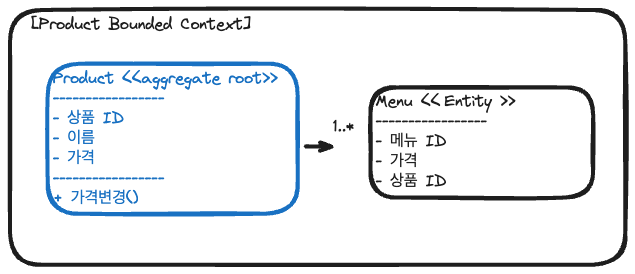 [Product Bounded Context]
Product <<aggregate root>>
-----------------
- 상품 ID
- 이름
- 가격
-----------------
+ 가격변경()
1..*
Menu << Entity >>
-----------------
- 메뉴 ID
- 가격
- 상품 ID